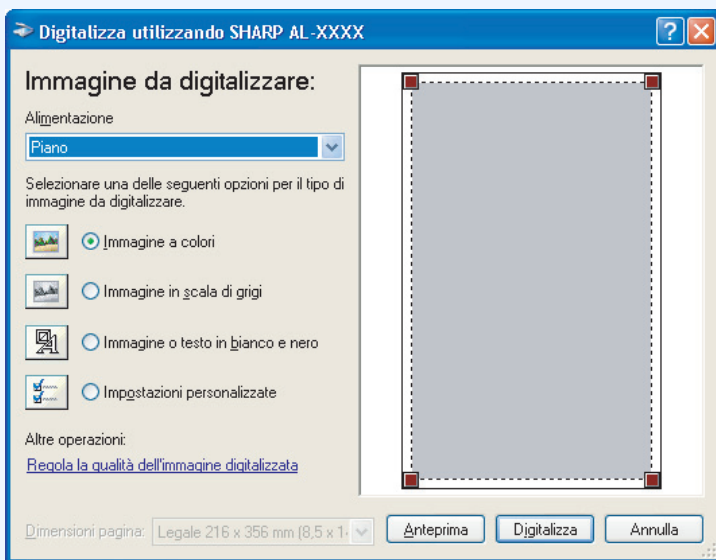 Digitalizza utilizzando SHARP AL-XXXX
Immagine da digitalizzare:
Alimentazione
Piano
Selezionare una delle seguenti opzioni per il tipo di
immagine da digitalizzare.
Immagine a colori
Immagine in scala di grigi
Immagine o testo in bianco e nero
Impostazioni personalizzate
Altre operazioni:
Regola la qualità dell'immagine digitalizzata
Dimensioni pagina: Legale 216 x 356 mm (8,5 x 1
Anteprima Digitalizza Annulla